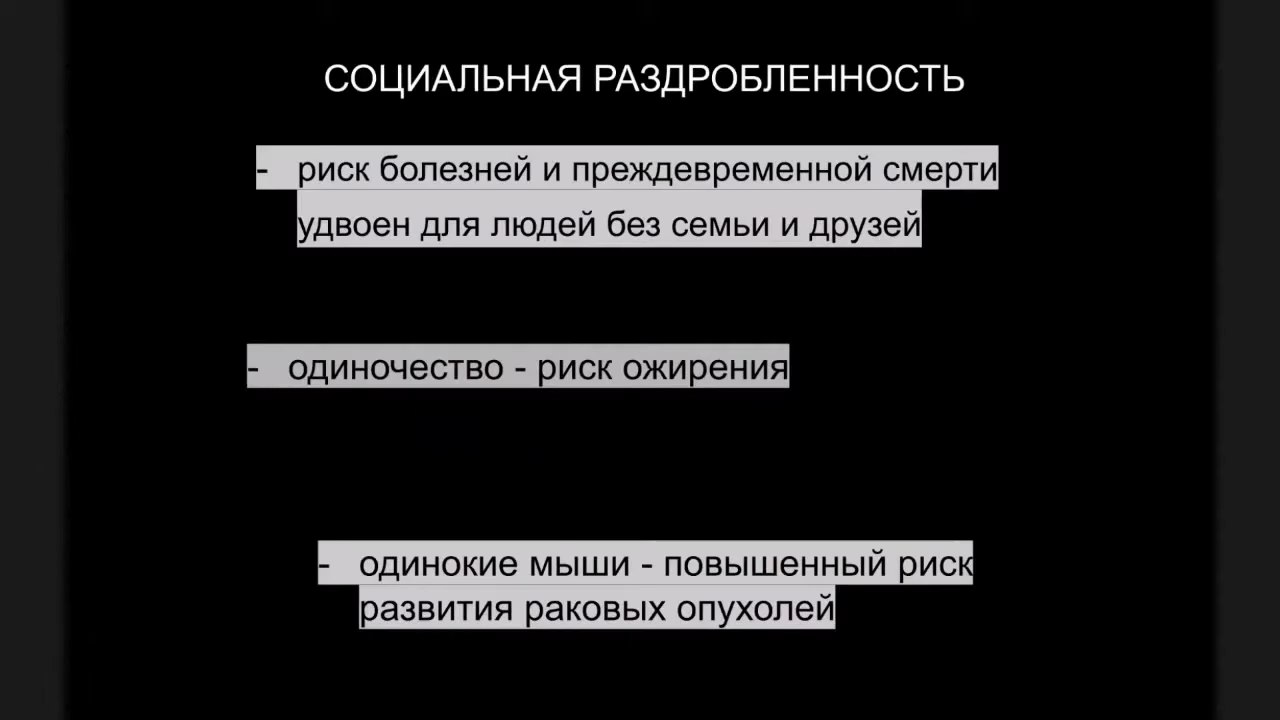 СОЦИАЛЬНАЯ РАЗДРОБЛЕННОСТЬ
- риск болезней и преждевременной смерти
удвоен для людей без семьи и друзей
- одиночество - риск ожирения
- одинокие мыши - повышенный риск
развития раковых опухолей